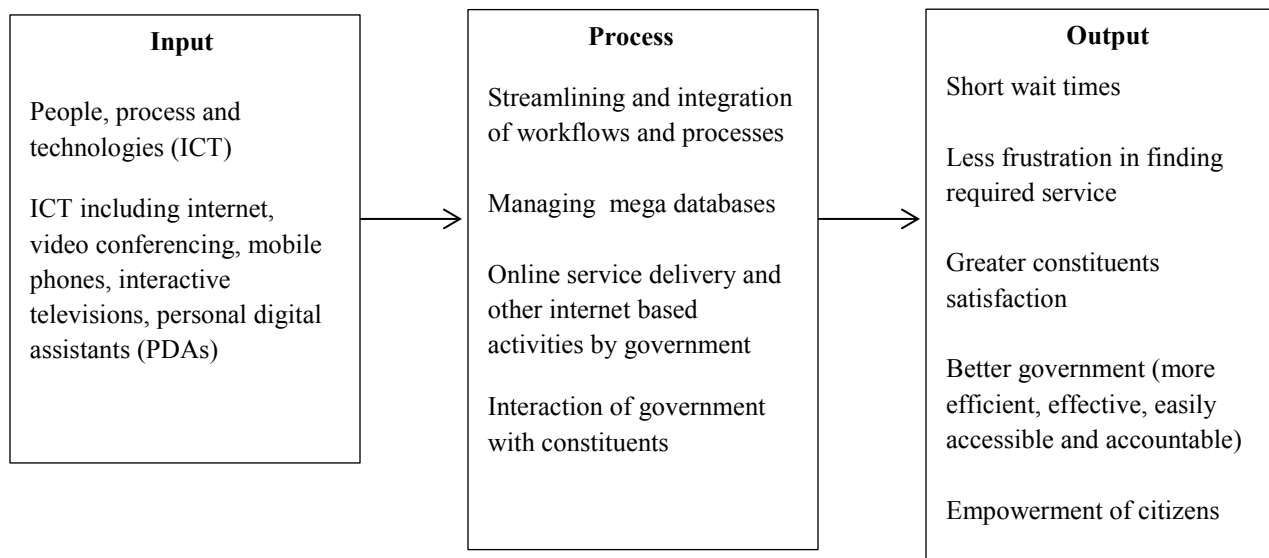 Input
People, process and
technologies (ICT)
ICT including internet,
video conferencing, mobile
phones, interactive
televisions, personal digital
assistants (PDAs)
Process
Streamlining and integration
of workflows and processes
Managing  mega databases
Online service delivery and
other internet based
activities by government
Interaction of government
with constituents
Output
Short wait times
Less frustration in finding
required service
Greater constituents
satisfaction
Better government (more
efficient, effective, easily
accessible and accountable)
Empowerment of citizens